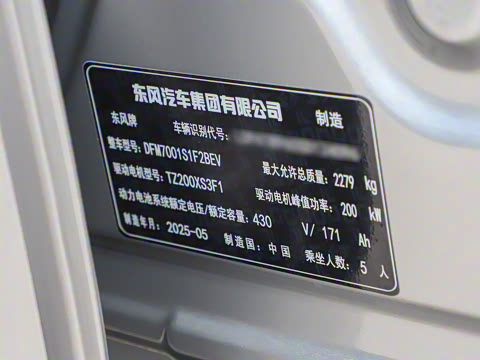 东风汽车集团有限公司 制造
东风牌 车辆识别代号:
整车型号: DFM7001S1F2BEV 最大允许总质量: 2279 kg
驱动电机型号: TZ200XS3F1 驱动电机峰值功率: 200 kW
动力电池系统额定电压/额定容量: 430 V/ 171 Ah
制造年月: 2025-05 制造国: 中国 乘坐人数: 5 人